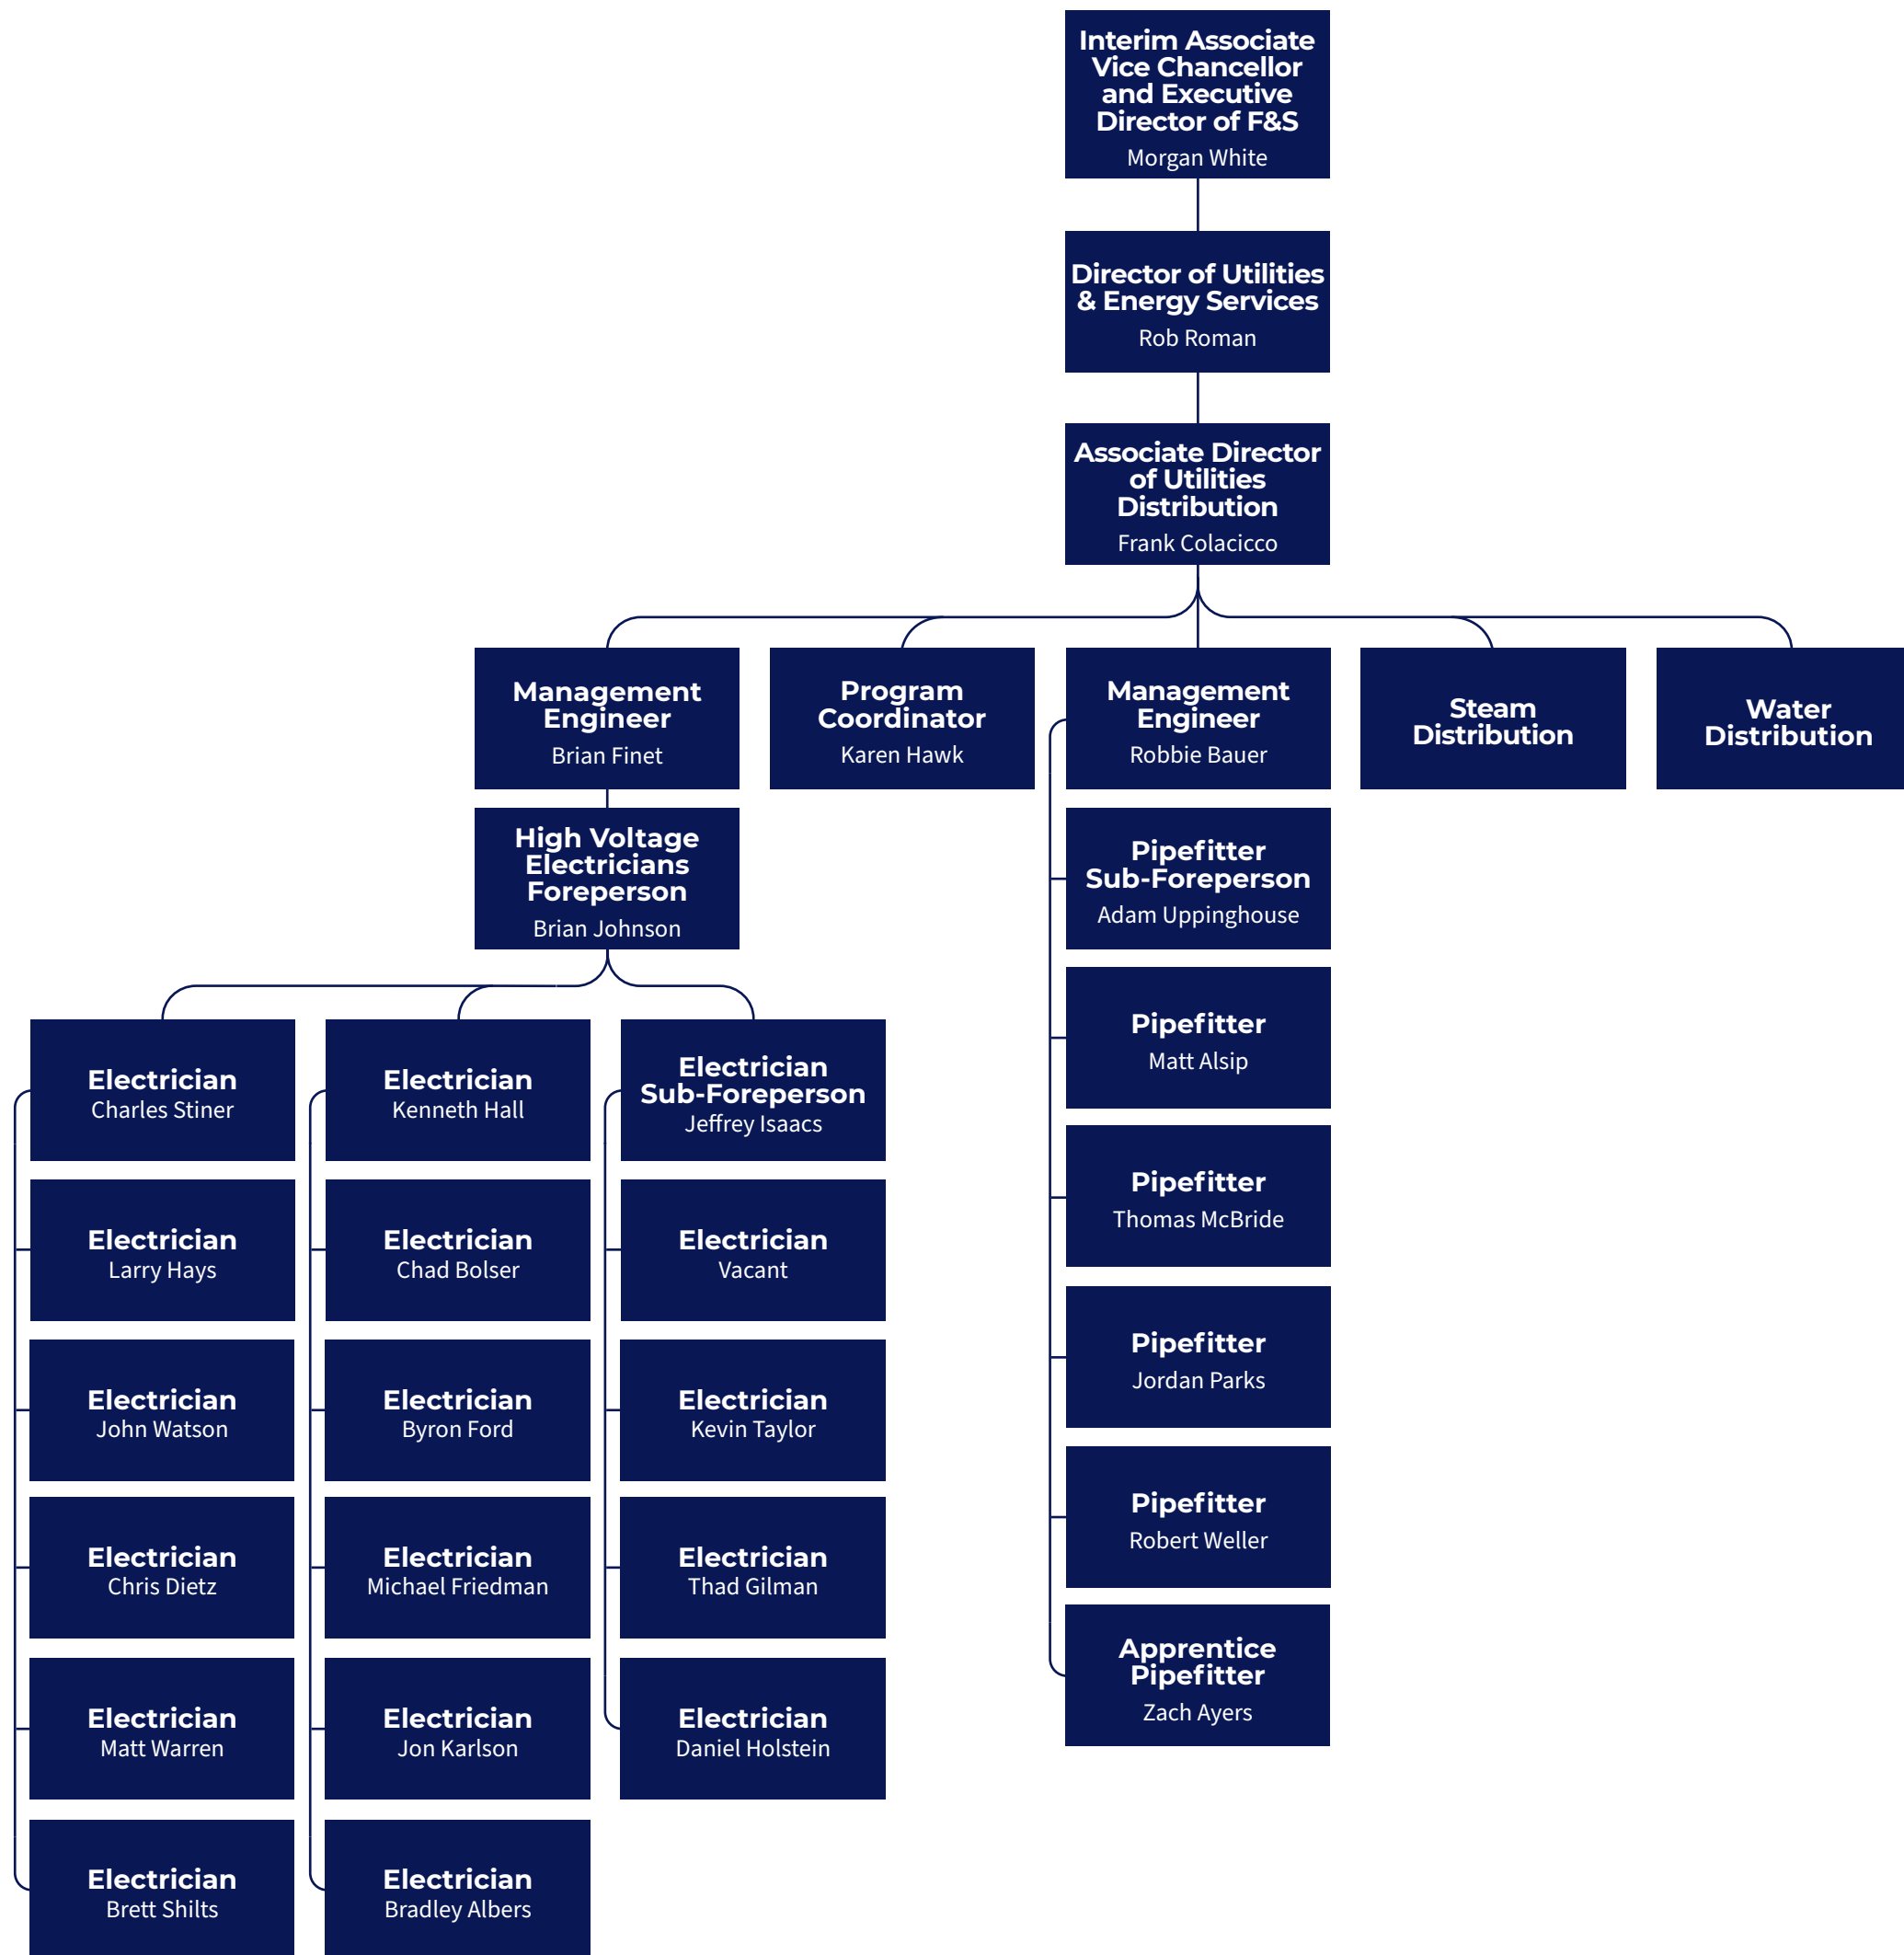 Interim Associate
Vice Chancellor
and Executive
Director of F&S
Morgan White
Director of Utilities
& Energy Services
Rob Roman
Associate Director
of Utilities
Distribution
Frank Colacicco
Management
Engineer
Brian Finet
Program
Coordinator
Karen Hawk
Management
Engineer
Robbie Bauer
Steam
Distribution
Water
Distribution
High Voltage
Electricians
Foreperson
Brian Johnson
Electrician
Charles Stiner
Electrician
Larry Hays
Electrician
John Watson
Electrician
Chris Dietz
Electrician
Matt Warren
Electrician
Brett Shilts
Electrician
Kenneth Hall
Electrician
Chad Bolser
Electrician
Byron Ford
Electrician
Michael Friedman
Electrician
Jon Karlson
Electrician
Bradley Albers
Electrician
Sub-Foreperson
Jeffrey Isaacs
Electrician
Vacant
Electrician
Kevin Taylor
Electrician
Thad Gilman
Electrician
Daniel Holstein
Pipefitter
Sub-Foreperson
Adam Uppinghouse
Pipefitter
Matt Alsip
Pipefitter
Thomas McBride
Pipefitter
Jordan Parks
Pipefitter
Robert Weller
Apprentice
Pipefitter
Zach Ayers